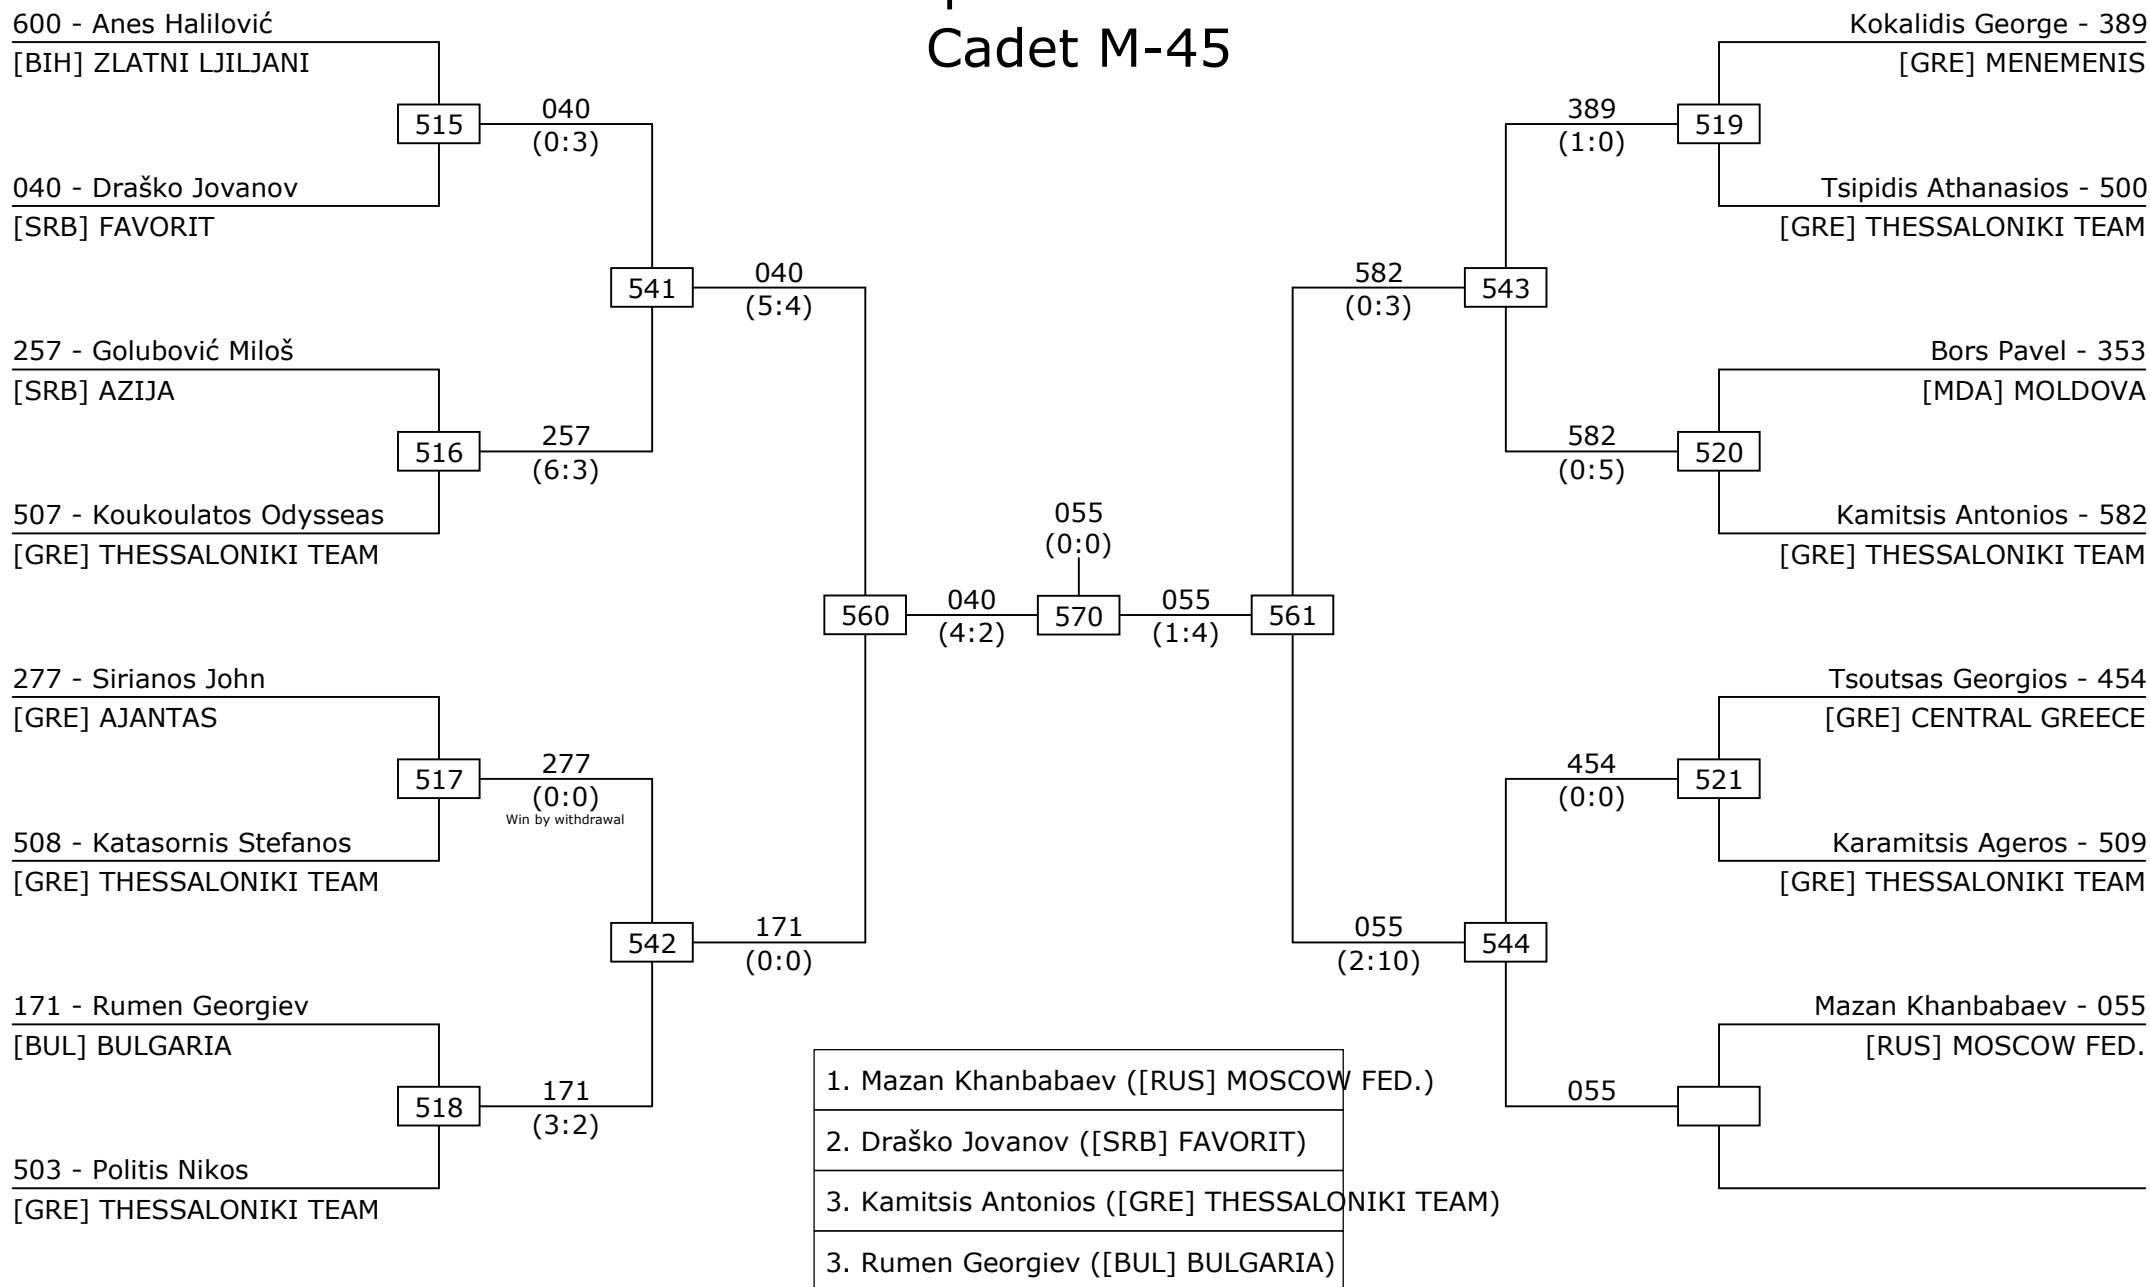 Cadet M-45
600 - Anes Halilović
[BIH] ZLATNI LJILJANI
515
040
(0:3)
040 - Draško Jovanov
[SRB] FAVORIT
541
040
(5:4)
257 - Golubović Miloš
[SRB] AZIJA
516
257
(6:3)
507 - Koukoulatos Odysseas
[GRE] THESSALONIKI TEAM
560
040
(4:2)
277 - Sirianos John
[GRE] AJANTAS
517
277
(0:0)
Win by withdrawal
508 - Katasornis Stefanos
[GRE] THESSALONIKI TEAM
542
171
(0:0)
171 - Rumen Georgiev
[BUL] BULGARIA
518
171
(3:2)
503 - Politis Nikos
[GRE] THESSALONIKI TEAM
055
(0:0)
570
055
(1:4)
561
Kokalidis George - 389
[GRE] MENEMENIS
389
(1:0)
519
Tsipidis Athanasios - 500
[GRE] THESSALONIKI TEAM
582
(0:3)
543
Bors Pavel - 353
[MDA] MOLDOVA
582
(0:5)
520
Kamitsis Antonios - 582
[GRE] THESSALONIKI TEAM
Tsoutsas Georgios - 454
[GRE] CENTRAL GREECE
454
(0:0)
521
Karamitsis Ageros - 509
[GRE] THESSALONIKI TEAM
055
(2:10)
544
Mazan Khanbabaev - 055
[RUS] MOSCOW FED.
055
1. Mazan Khanbabaev ([RUS] MOSCOW FED.)
2. Draško Jovanov ([SRB] FAVORIT)
3. Kamitsis Antonios ([GRE] THESSALONIKI TEAM)
3. Rumen Georgiev ([BUL] BULGARIA)